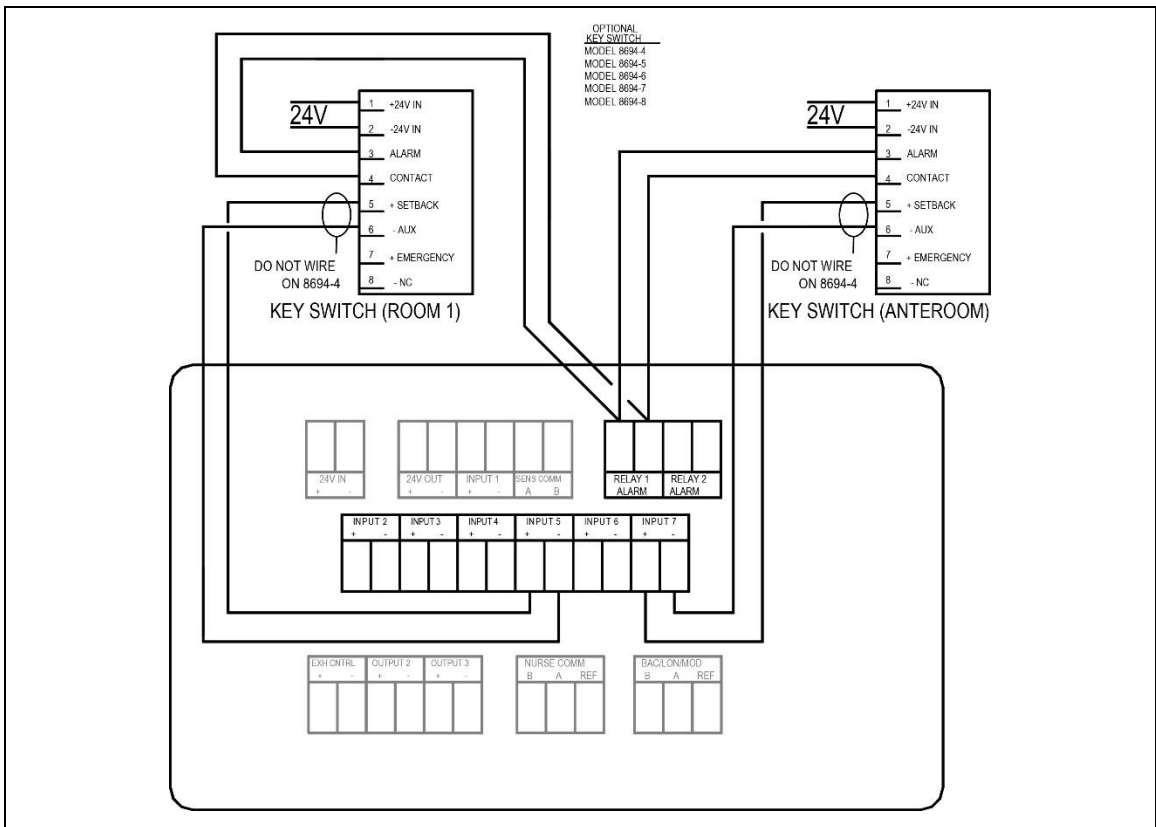 OPTIONAL
KEY SWITCH
MODEL 8694-4
MODEL 8694-5
MODEL 8694-6
MODEL 8694-7
MODEL 8694-8
24V
1 +24V IN
2 -24V IN
3 ALARM
4 CONTACT
5 + SETBACK
6 - AUX
7 + EMERGENCY
8 - NC
DO NOT WIRE
ON 8694-4
KEY SWITCH (ROOM 1)
24V
1 +24V IN
2 -24V IN
3 ALARM
4 CONTACT
5 + SETBACK
6 - AUX
7 + EMERGENCY
8 - NC
DO NOT WIRE
ON 8694-4
KEY SWITCH (ANTEROOM)
24V IN
+ -
24V OUT INPUT 1 SENS COMM
+ - + - A B
RELAY 1 RELAY 2
ALARM ALARM
INPUT 2 INPUT 3 INPUT 4 INPUT 5 INPUT 6 INPUT 7
+ - + - + - + - + - + -
EXH CNTRL OUTPUT 2 OUTPUT 3
+ - + - + -
NURSE COMM
B A REF
BAC/LON/MOD
B A REF